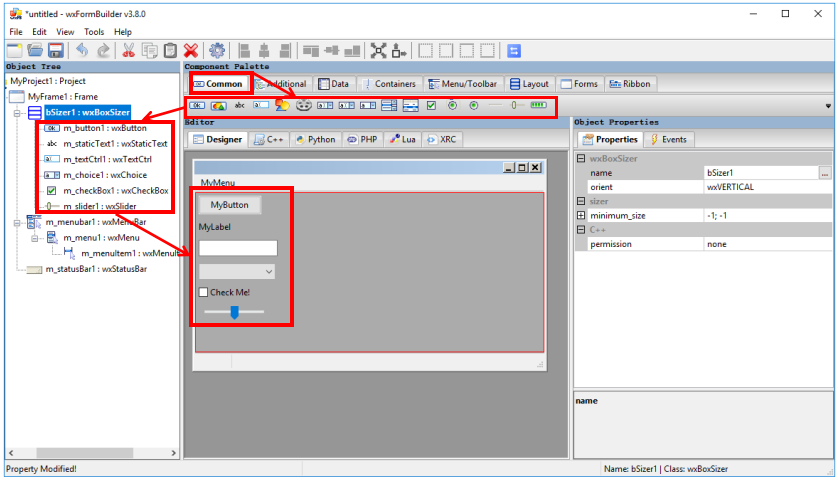 *untitled - wxFormBuilder v3.8.0
File Edit View Tools Help
Object Tree
MyProject1 : Project
MyFrame1 : Frame
bSizer1 : wxBoxSizer
Ok m_button1 : wxButton
abc m_staticText1 : wxStaticText
a m_textCtrl1 : wxTextCtrl
a m_choice1 : wxChoice
m_checkBox1 : wxCheckBox
m_slider1 : wxSlider
m_menubar1 : wxMenuBar
m_menu1 : wxMenu
m_menuItem1 : wxMenuIt
m_statusBar1 : wxStatusBar
Component Palette
Common Additional Data Containers Menu/Toolbar Layout Forms Ribbon
Ok abc
Editor
Designer C++ Python PHP Lua XRC
MyMenu
MyButton
MyLabel
Check Me!
Object Properties
Properties Events
wxBoxSizer
name bSizer1 ...
orient wxVERTICAL
sizer
minimum_size -1; -1
C++
permission none
name
Property Modified!
Name: bSizer1 | Class: wxBoxSizer